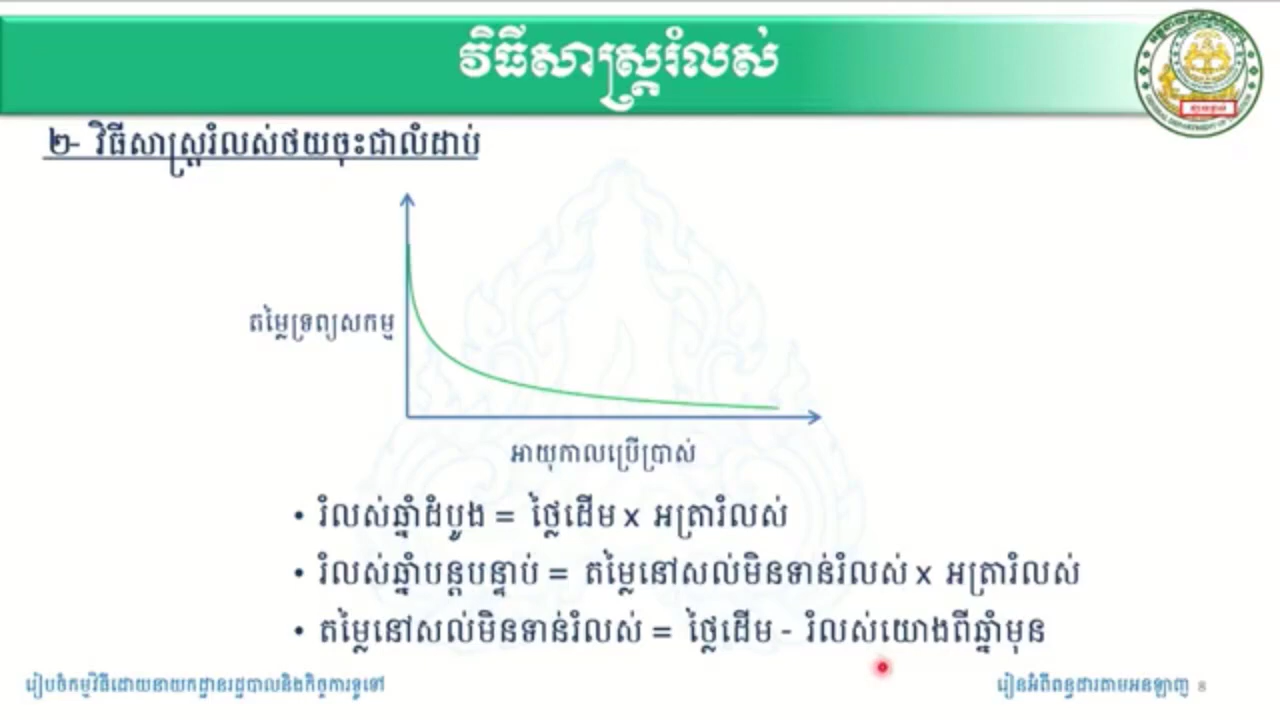 វិធីសាស្ត្ររំលស់
២- វិធីសាស្ត្ររំលស់ថយចុះជាលំដាប់
តម្លៃទ្រព្យសកម្ម
អាយុកាលប្រើប្រាស់
• រំលស់ឆ្នាំដំបូង = ថ្លៃដើម x អត្រារំលស់
• រំលស់ឆ្នាំបន្តបន្ទាប់ = តម្លៃនៅសល់មិនទាន់រំលស់ x អត្រារំលស់
• តម្លៃនៅសល់មិនទាន់រំលស់ = ថ្លៃដើម - រំលស់យោងពីឆ្នាំមុន
រៀបចំកម្មវិធីដោយនាយកដ្ឋានរដ្ឋបាលនិងកិច្ចការទូទៅ
រៀនអំពីពន្ធដារតាមអនឡាញ 8